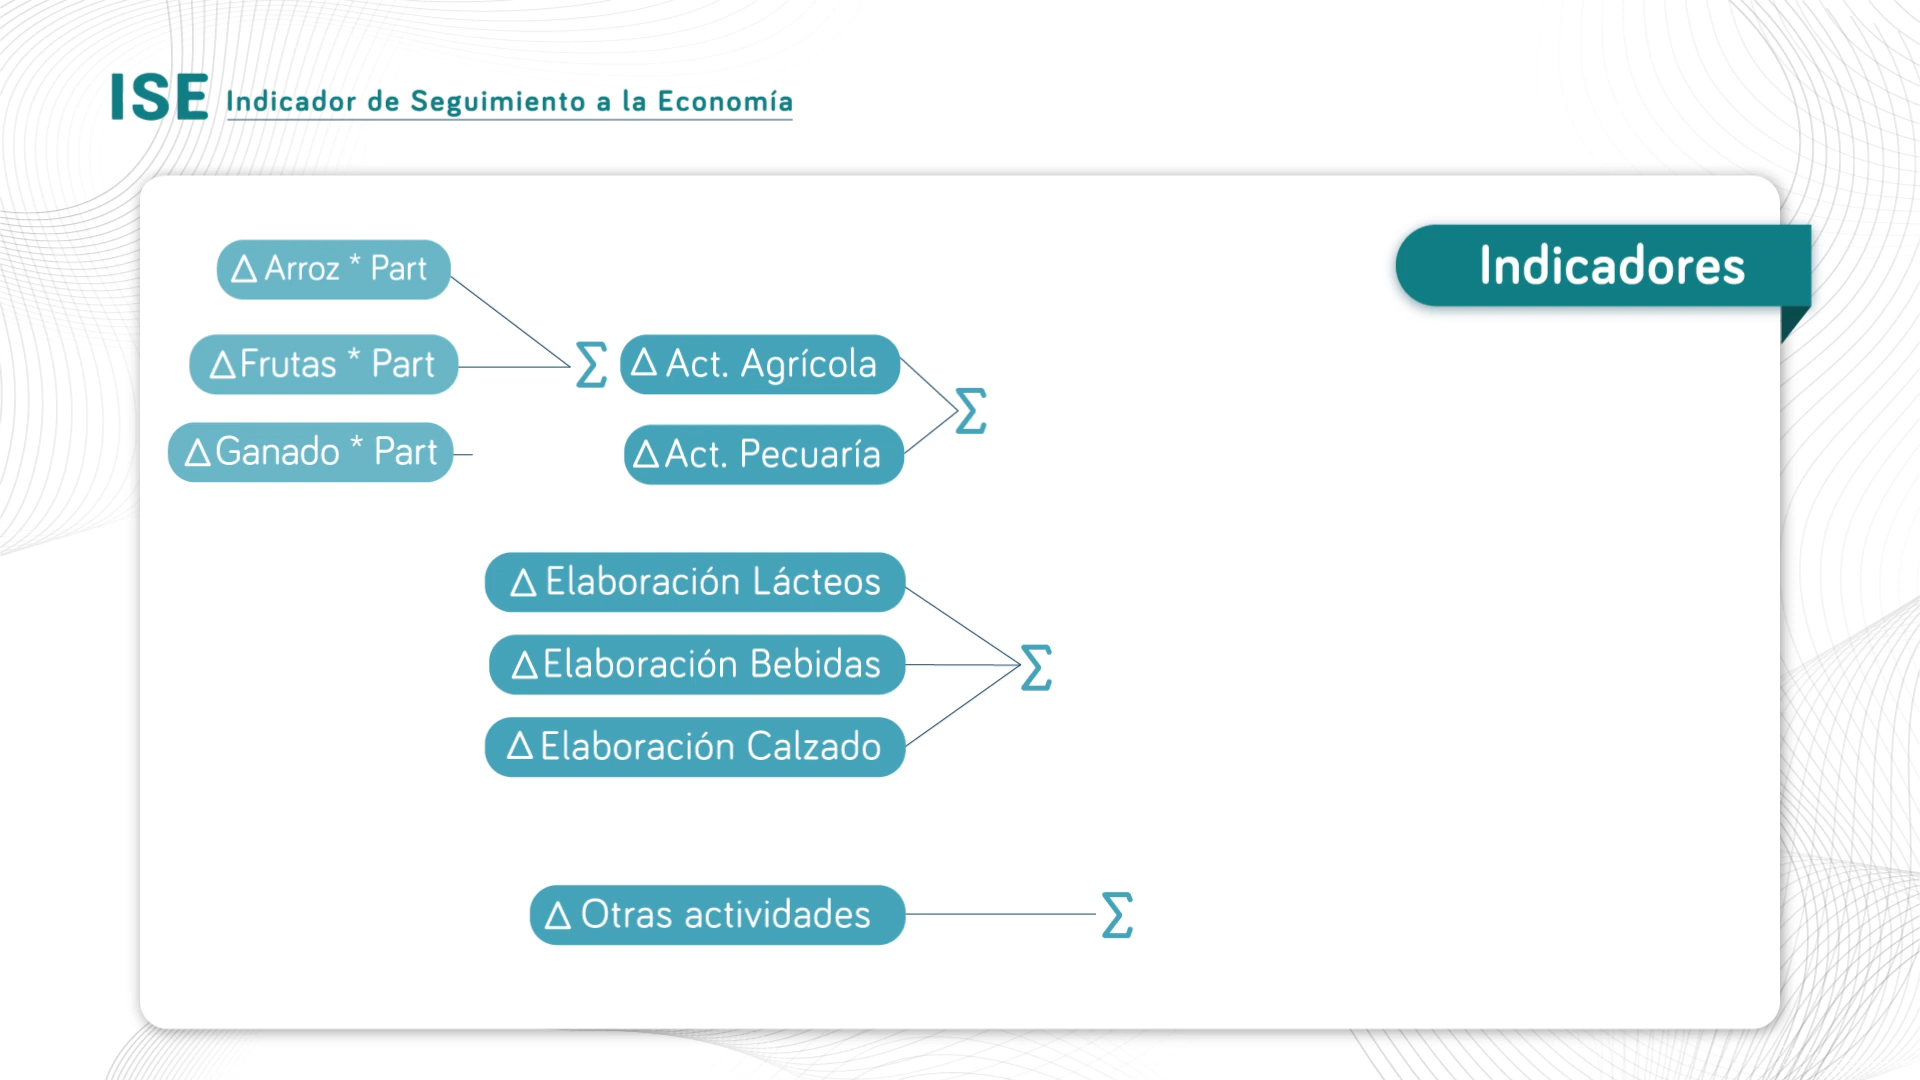 ISE Indicador de Seguimiento a la Economía
Indicadores
Δ Arroz * Part
Δ Frutas * Part
Σ
Δ Act. Agrícola
Δ Ganado * Part
Δ Act. Pecuaría
Σ
Δ Elaboración Lácteos
Δ Elaboración Bebidas
Σ
Δ Elaboración Calzado
Δ Otras actividades
Σ